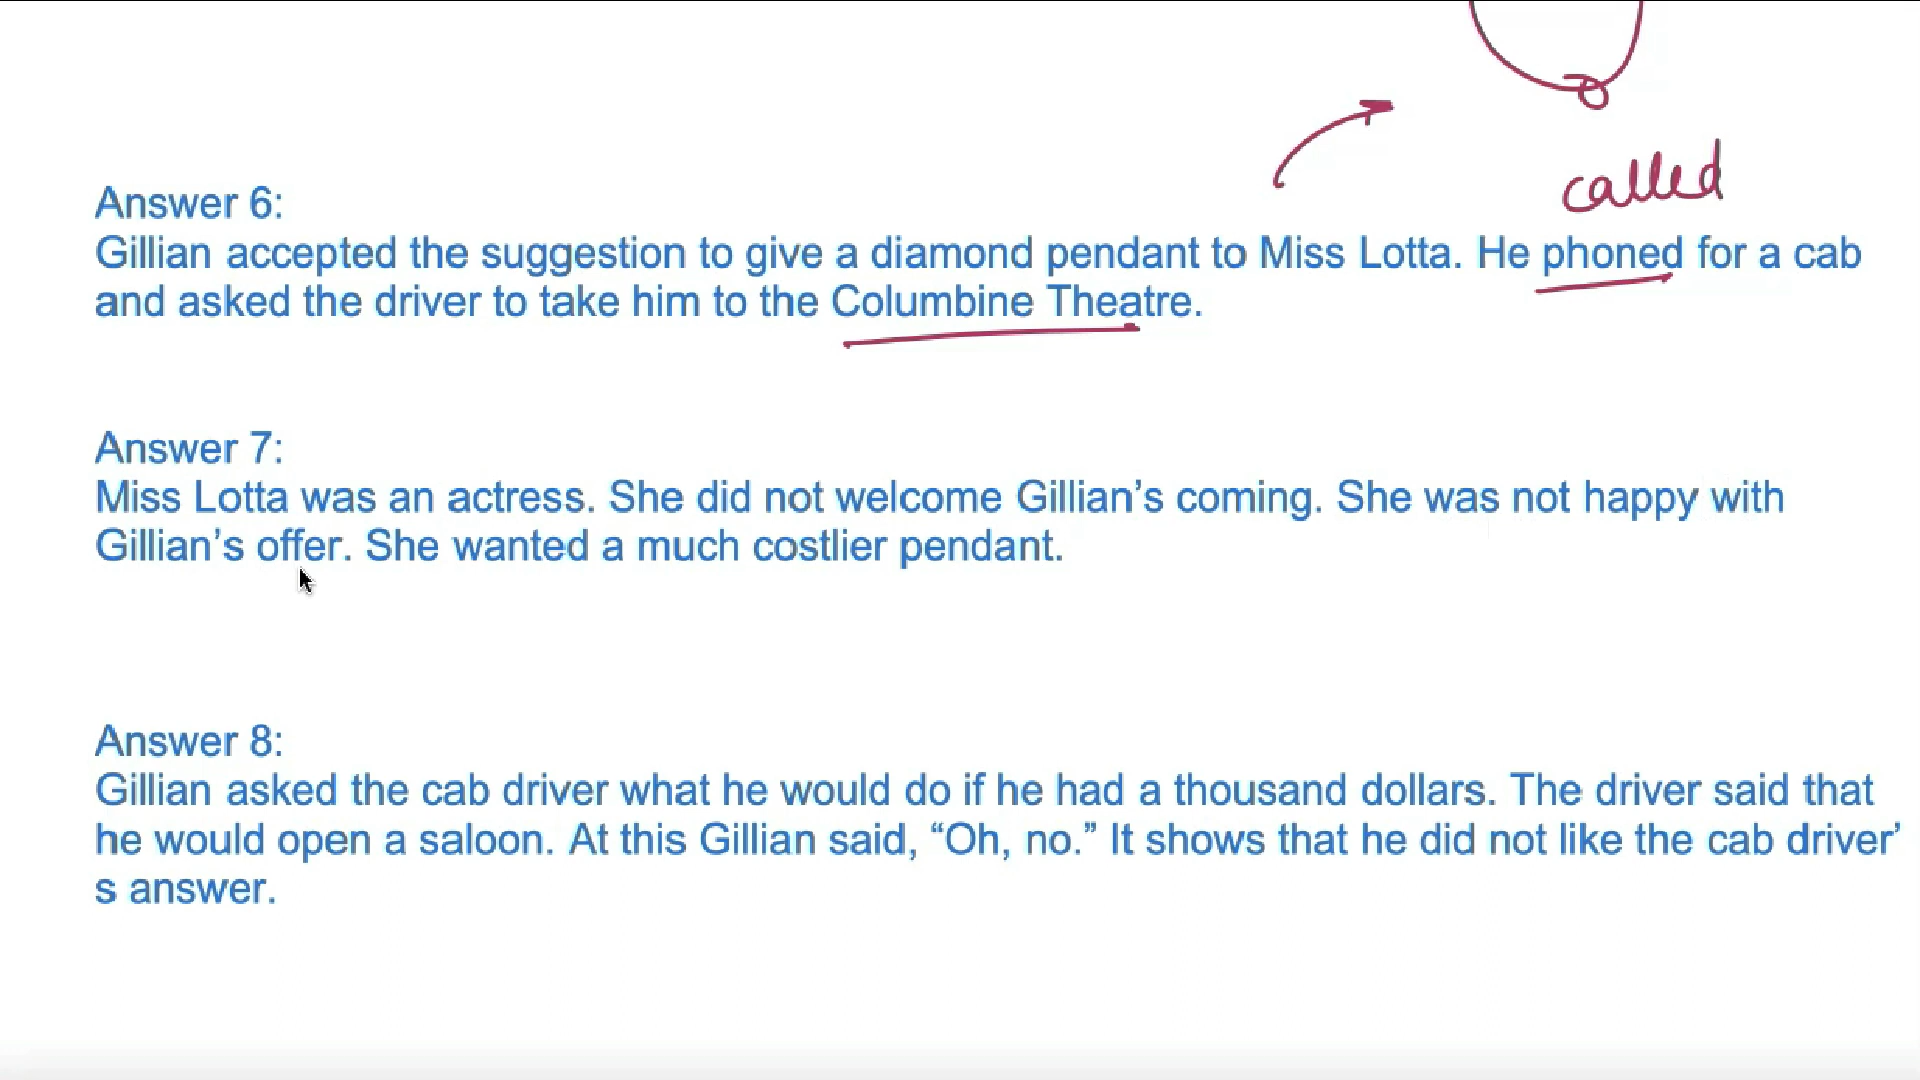 called
Answer 6:
Gillian accepted the suggestion to give a diamond pendant to Miss Lotta. He phoned for a cab
and asked the driver to take him to the Columbine Theatre.
Answer 7:
Miss Lotta was an actress. She did not welcome Gillian’s coming. She was not happy with
Gillian’s offer. She wanted a much costlier pendant.
Answer 8:
Gillian asked the cab driver what he would do if he had a thousand dollars. The driver said that
he would open a saloon. At this Gillian said, “Oh, no.” It shows that he did not like the cab driver’
s answer.